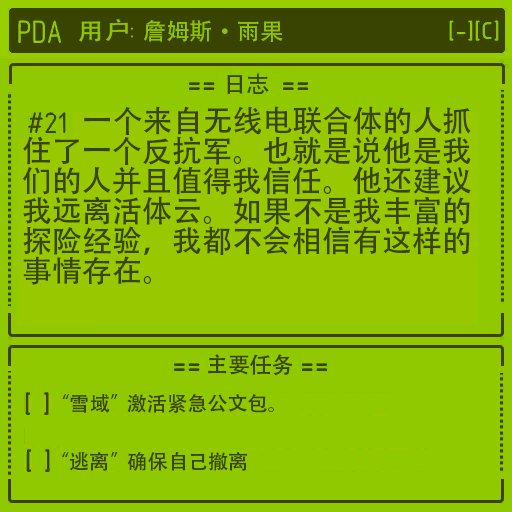 PDA 用户: 詹姆斯·雨果 [-][C]
== 日志 ==
#21 一个来自无线电联合体的人抓
住了一个反抗军。也就是说他是我
们的人并且值得我信任。他还建议
我远离活体云。如果不是我丰富的
探险经验，我都不会相信有这样的
事情存在。
== 主要任务 ==
[ ] “雪域”激活紧急公文包。
[ ] “逃离”确保自己撤离